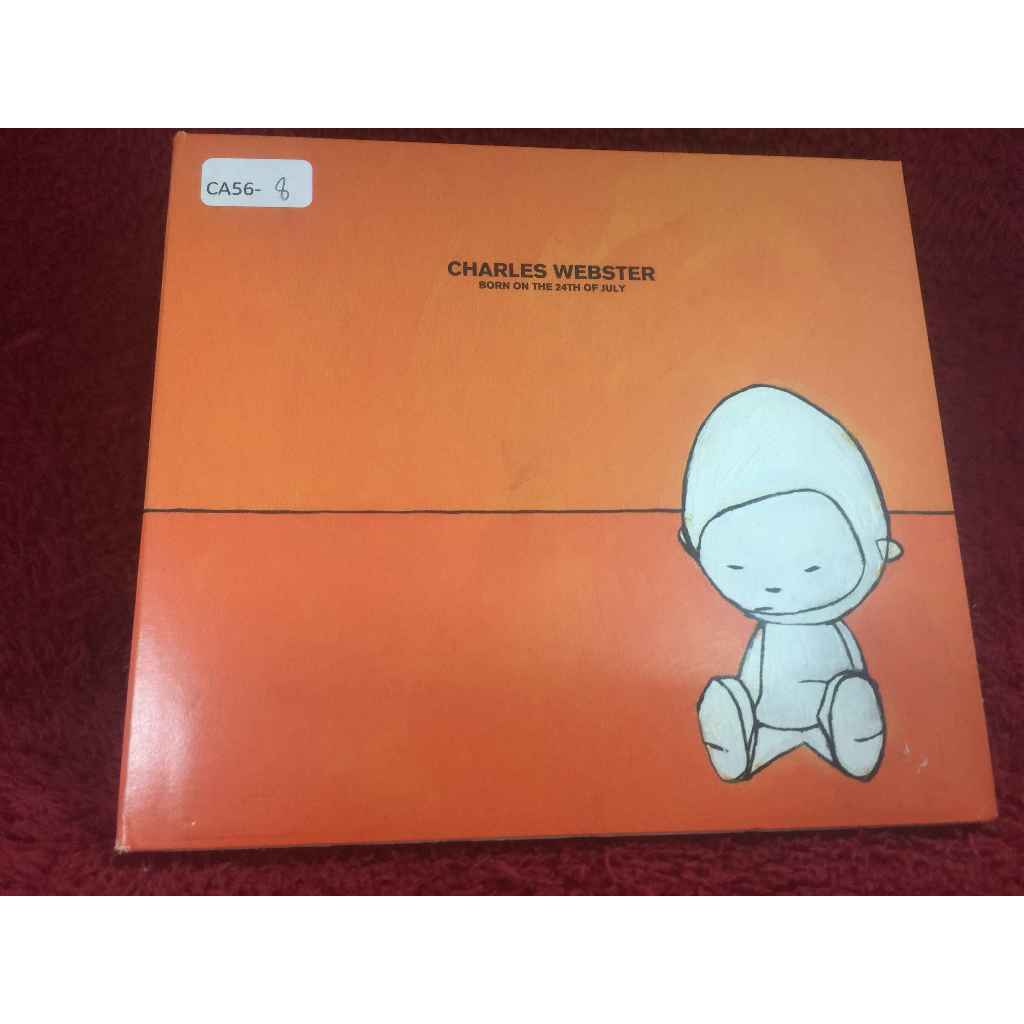 CA56- 8
CHARLES WEBSTER
BORN ON THE 24TH OF JULY